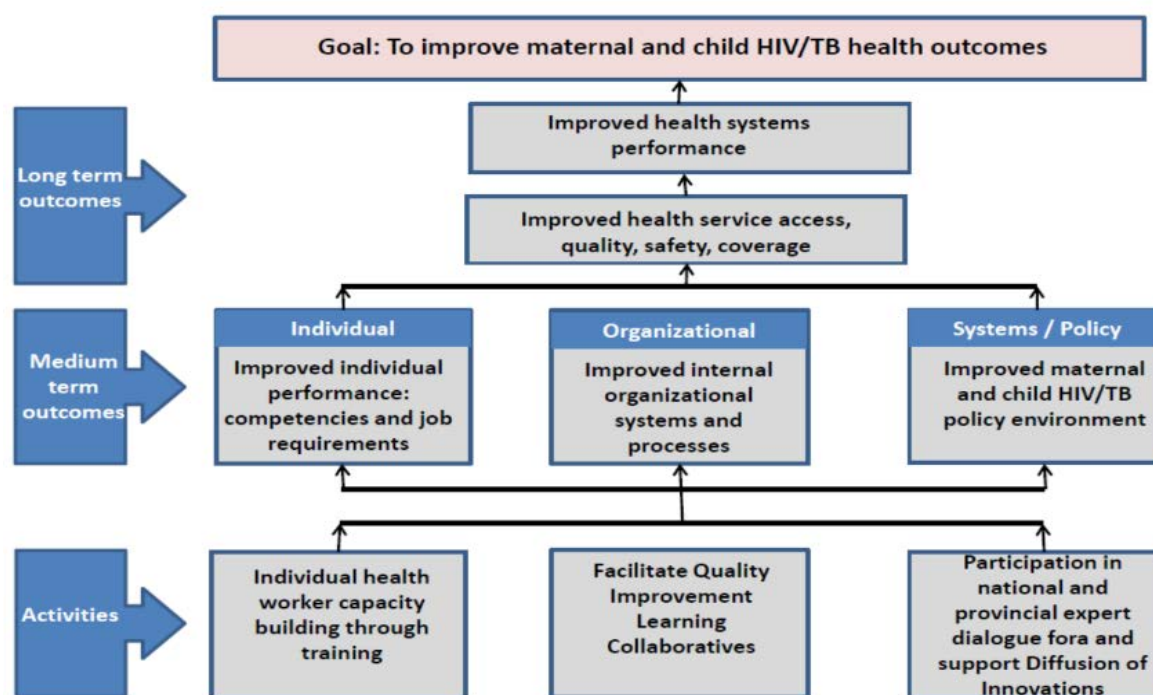 Goal: To improve maternal and child HIV/TB health outcomes
Long term
outcomes
Improved health systems
performance
Improved health service access,
quality, safety, coverage
Medium
term
outcomes
Individual
Improved individual
performance:
competencies and job
requirements
Organizational
Improved internal
organizational
systems and
processes
Systems / Policy
Improved maternal
and child HIV/TB
policy environment
Activities
Individual health
worker capacity
building through
training
Facilitate Quality
Improvement
Learning
Collaboratives
Participation in
national and
provincial expert
dialogue fora and
support Diffusion of
Innovations